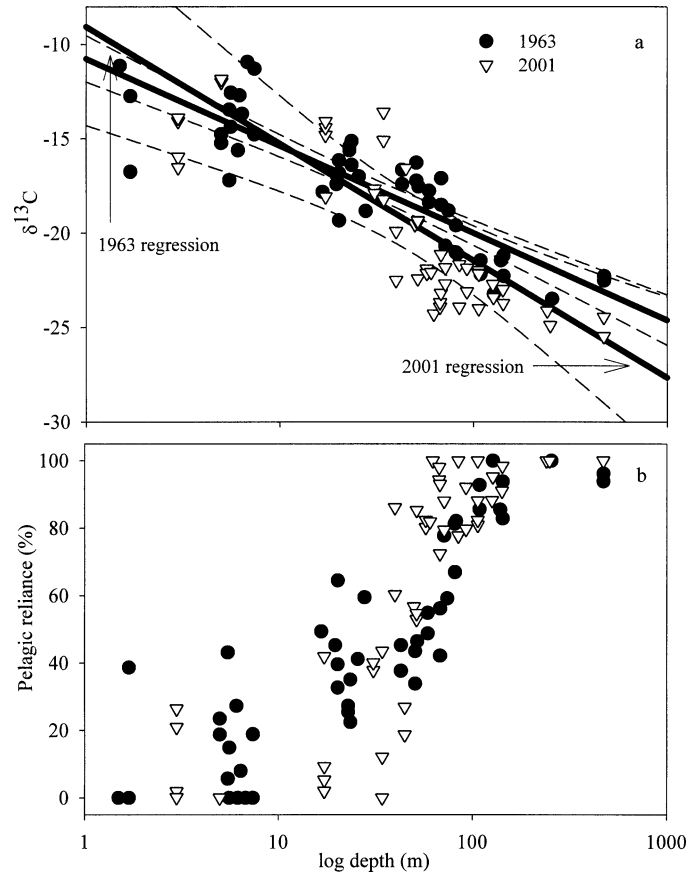 -10
-15
-20
-25
-30
δ13C
1963
2001
a
1963 regression
2001 regression
b
100
80
60
40
20
0
Pelagic reliance (%)
1 10 100 1000
log depth (m)